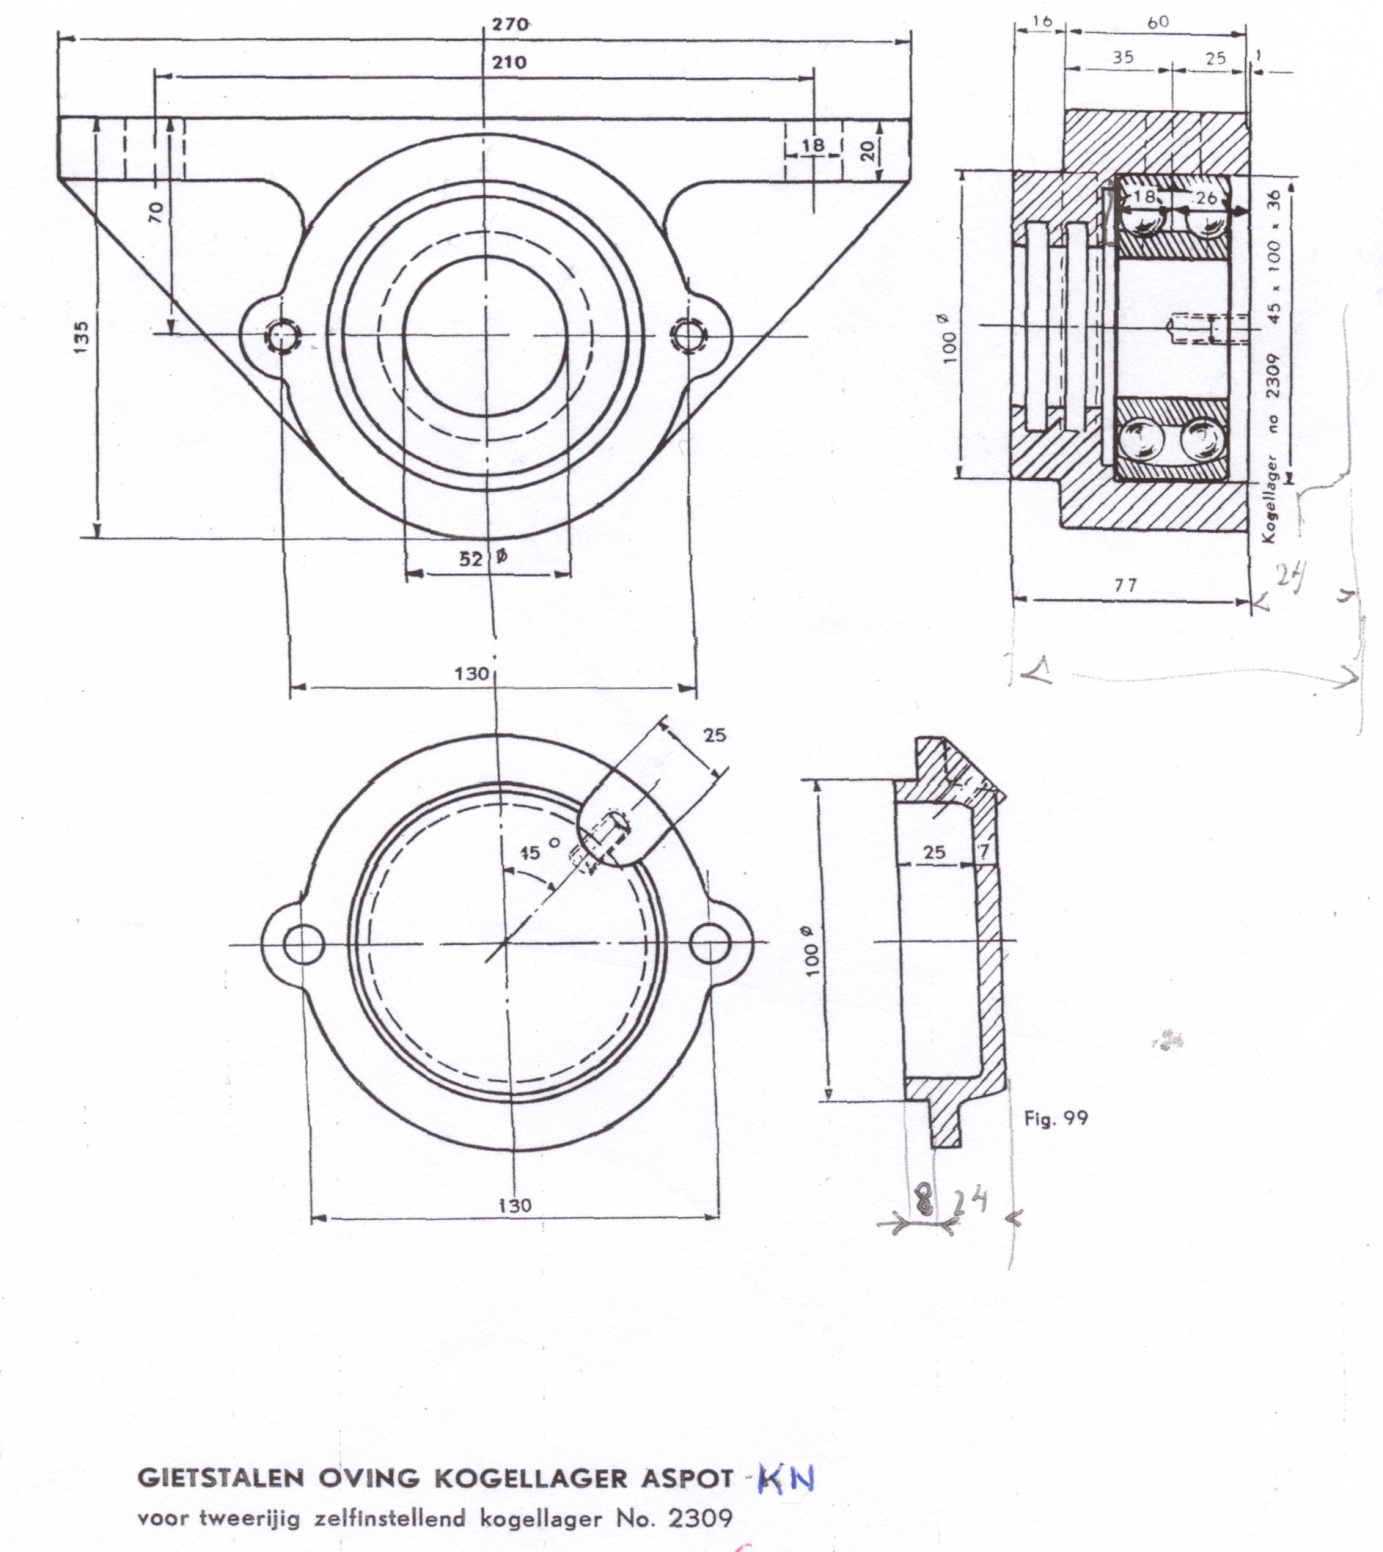 270
210
16
60
35
25
1
18
20
70
135
18
26
100 ø
45 x 100 x 36
Kogellager no 2309
52 ø
77
24
130
25
45°
25
7
100 ø
Fig. 99
8
24
130
GIETSTALEN OVING KOGELLAGER ASPOT - KN
voor tweerijig zelfinstellend kogellager No. 2309